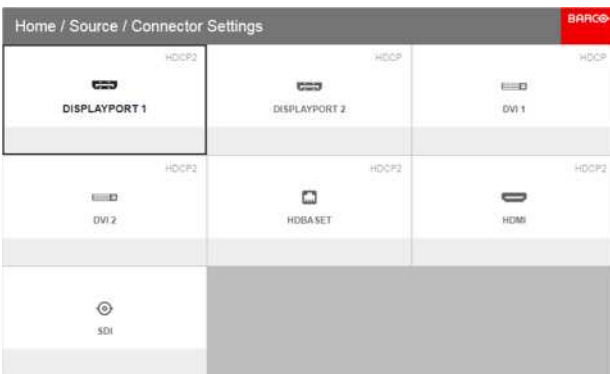 Home / Source / Connector Settings
BARCO
HDCP2
HDCP
HDCP
DISPLAYPORT 1
DISPLAYPORT 2
DVI 1
HDCP2
HDCP2
HDCP2
DVI 2
HDBASET
HDMI
SDI